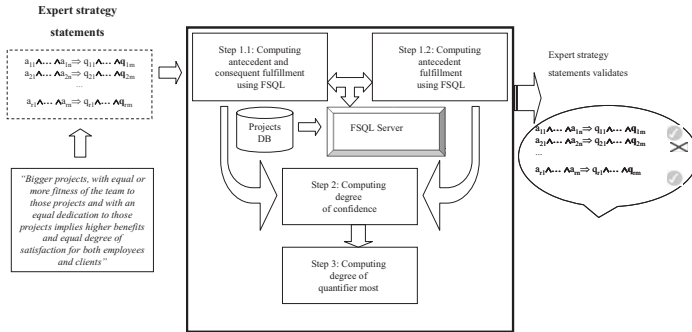 Expert strategy
statements
a11∧... ∧a1n⇒ q11∧... ∧q1m
a21∧... ∧a2n⇒ q21∧... ∧q2m
...
ar1∧... ∧arn⇒ qr1∧... ∧qrm
"Bigger projects, with equal or
more fitness of the team to
those projects and with an
equal dedication to those
projects implies higher benefits
and equal degree of
satisfaction for both employees
and clients"
Step 1.1: Computing
antecedent and
consequent fulfillment
using FSQL
Step 1.2: Computing
antecedent
fulfillment
using FSQL
Projects
DB
FSQL Server
Step 2: Computing
degree
of confidence
Step 3: Computing
degree of
quantifier most
Expert strategy
statements validates
q11∧... ∧a1n⇒ q11∧... ∧q1m
a21∧... ∧a2n⇒ q21∧... ∧q2m
...
ar1∧... ∧arn⇒ qr1∧... ∧qrm